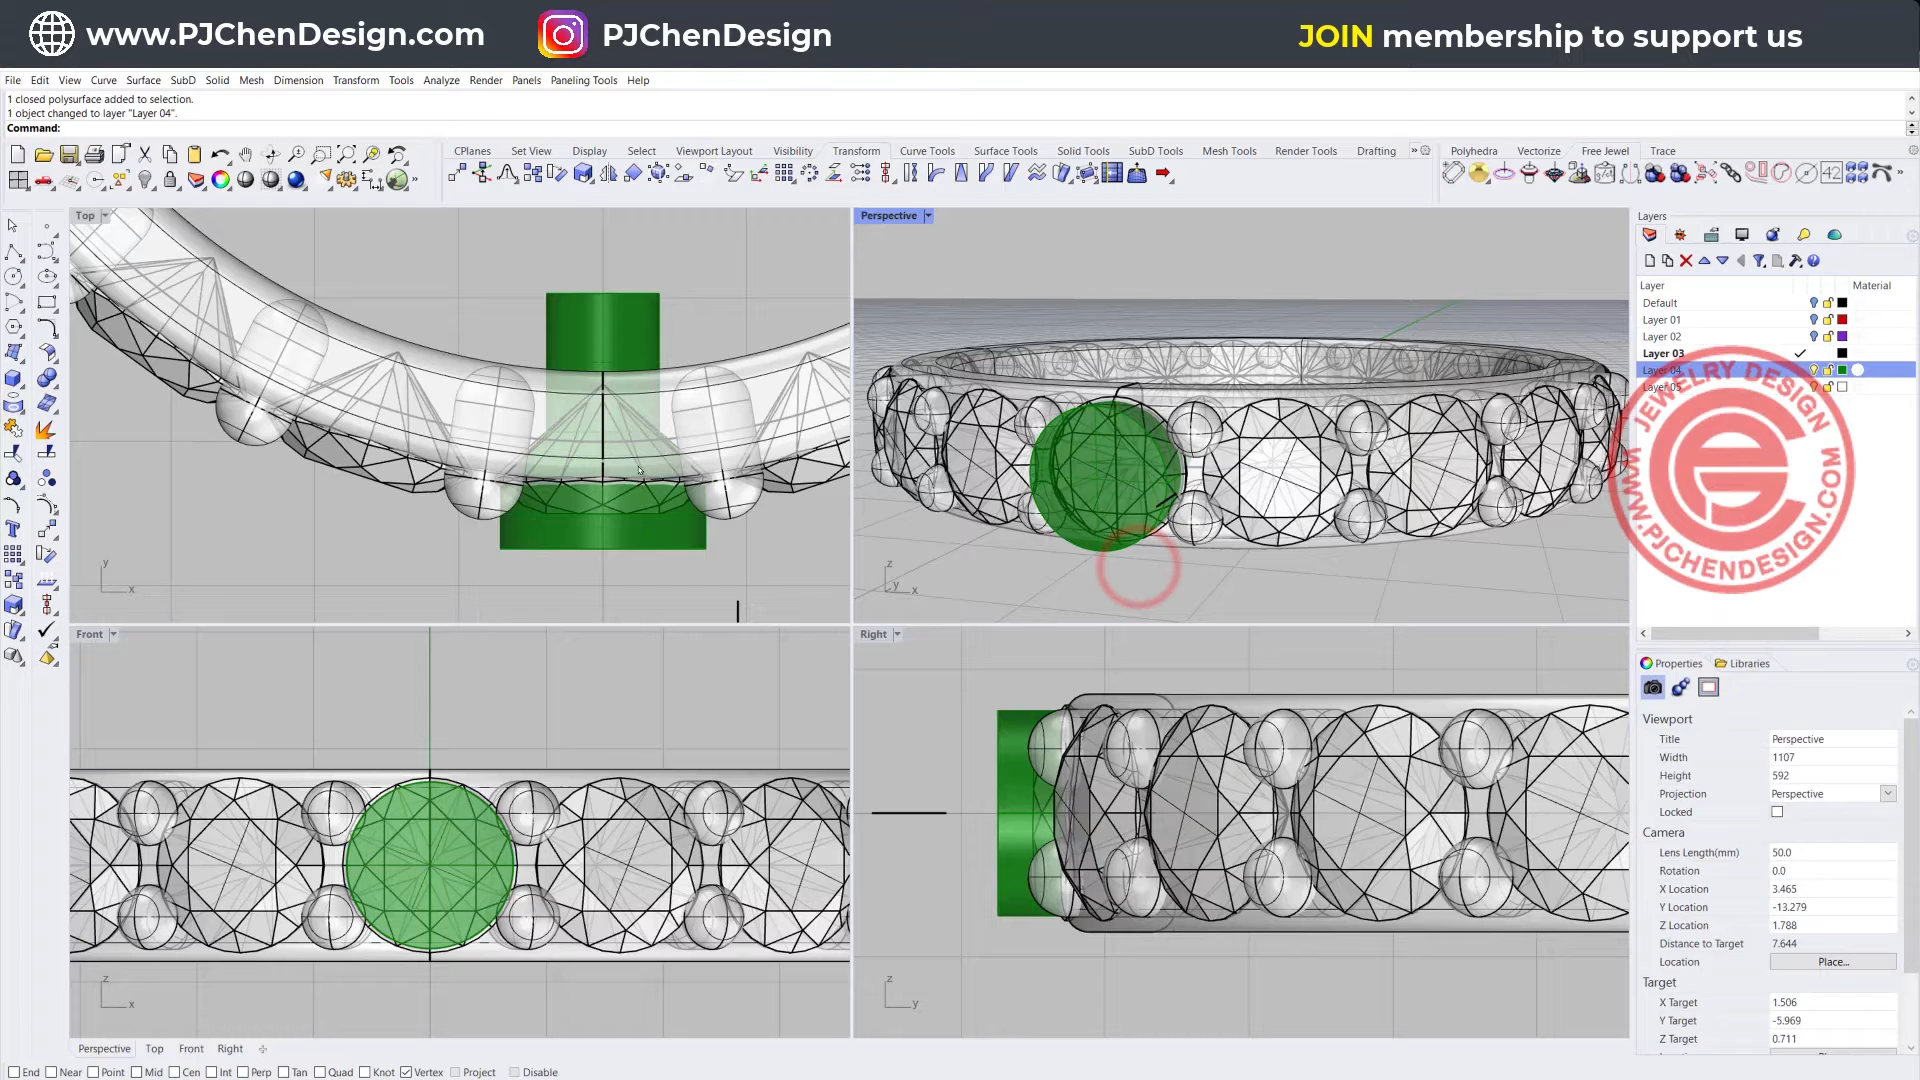 www.PJChenDesign.com PJChenDesign JOIN membership to support us
File Edit View Curve Surface SubD Solid Mesh Dimension Transform Tools Analyze Render Panels Paneling Tools Help
1 closed polysurface added to selection.
1 object changed to layer "Layer 04".
Command:
CPlanes Set View Display Select Viewport Layout Visibility Transform Curve Tools Surface Tools Solid Tools SubD Tools Mesh Tools Render Tools Drafting » Polyhedra Vectorize Free Jewel Trace
Top
Perspective
Layers
Layer Material
Default
Layer 01
Layer 02
Layer 03
Layer 04
Layer 05
JEWELRY DESIGN
WWW.PJCHENDESIGN.COM
y
x
z
y
x
Front
Right
z
x
z
y
Properties Libraries
Viewport
Title Perspective
Width 1107
Height 592
Projection Perspective
Locked
Camera
Lens Length(mm) 50.0
Rotation 0.0
X Location 3.465
Y Location -13.279
Z Location 1.788
Distance to Target 7.644
Location Place...
Target
X Target 1.506
Y Target -5.969
Z Target 0.711
Perspective Top Front Right
End Near Point Mid Cen Int Perp Tan Quad Knot Vertex Project Disable